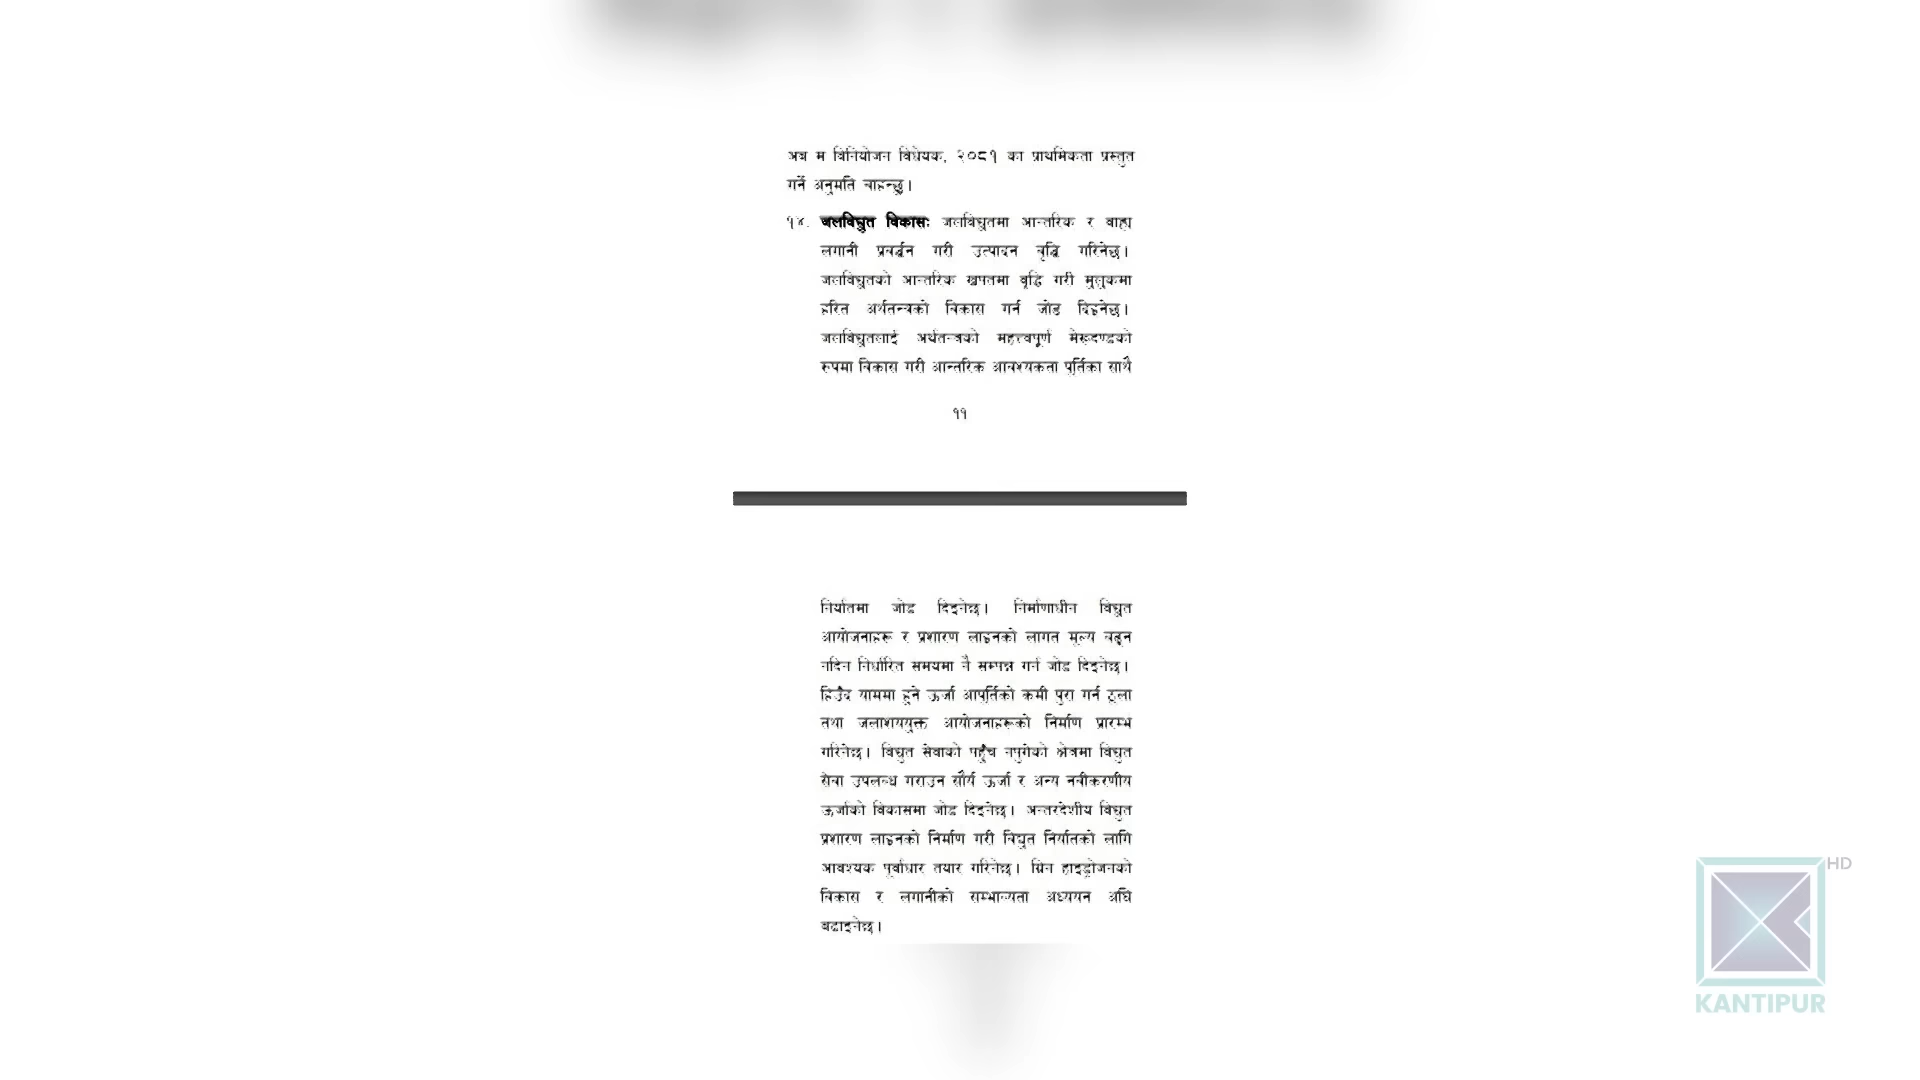 अब म विनियोजन विधेयक, २०८१ का प्राथमिकता प्रस्तुत
गर्ने अनुमति चाहन्छु।
१४. जलविद्युत विकासः जलविद्युतमा आन्तरिक र वाह्य
लगानी प्रवर्द्धन गरी उत्पादन वृद्धि गरिनेछ।
जलविद्युतको आन्तरिक खपतमा वृद्धि गरी मुलुकमा
हरित अर्थतन्त्रको विकास गर्न जोड दिइनेछ।
जलविद्युतलाई अर्थतन्त्रको महत्त्वपूर्ण मेरूदण्डको
रुपमा विकास गरी आन्तरिक आवश्यकता पूर्तिका साथै
११
निर्यातमा जोड दिइनेछ। निर्माणाधीन विद्युत
आयोजनाहरू र प्रशारण लाइनको लागत मूल्य बढ्न
नदिन निर्धारित समयमा नै सम्पन्न गर्न जोड दिइनेछ।
हिउँद याममा हुने ऊर्जा आपूर्तिको कमी पुरा गर्न ठूला
तथा जलाशययुक्त आयोजनाहरूको निर्माण प्रारम्भ
गरिनेछ। विद्युत सेवाको पहुँच नपुगेको क्षेत्रमा विद्युत
सेवा उपलब्ध गराउन सौर्य ऊर्जा र अन्य नवीकरणीय
ऊर्जाको विकासमा जोड दिइनेछ। अन्तरदेशीय विद्युत
प्रशारण लाइनको निर्माण गरी विद्युत निर्यातको लागि
आवश्यक पूर्वाधार तयार गरिनेछ। ग्रिन हाइड्रोजनको
विकास र लगानीको सम्भाव्यता अध्ययन अघि
बढाइनेछ।
HD
KANTIPUR